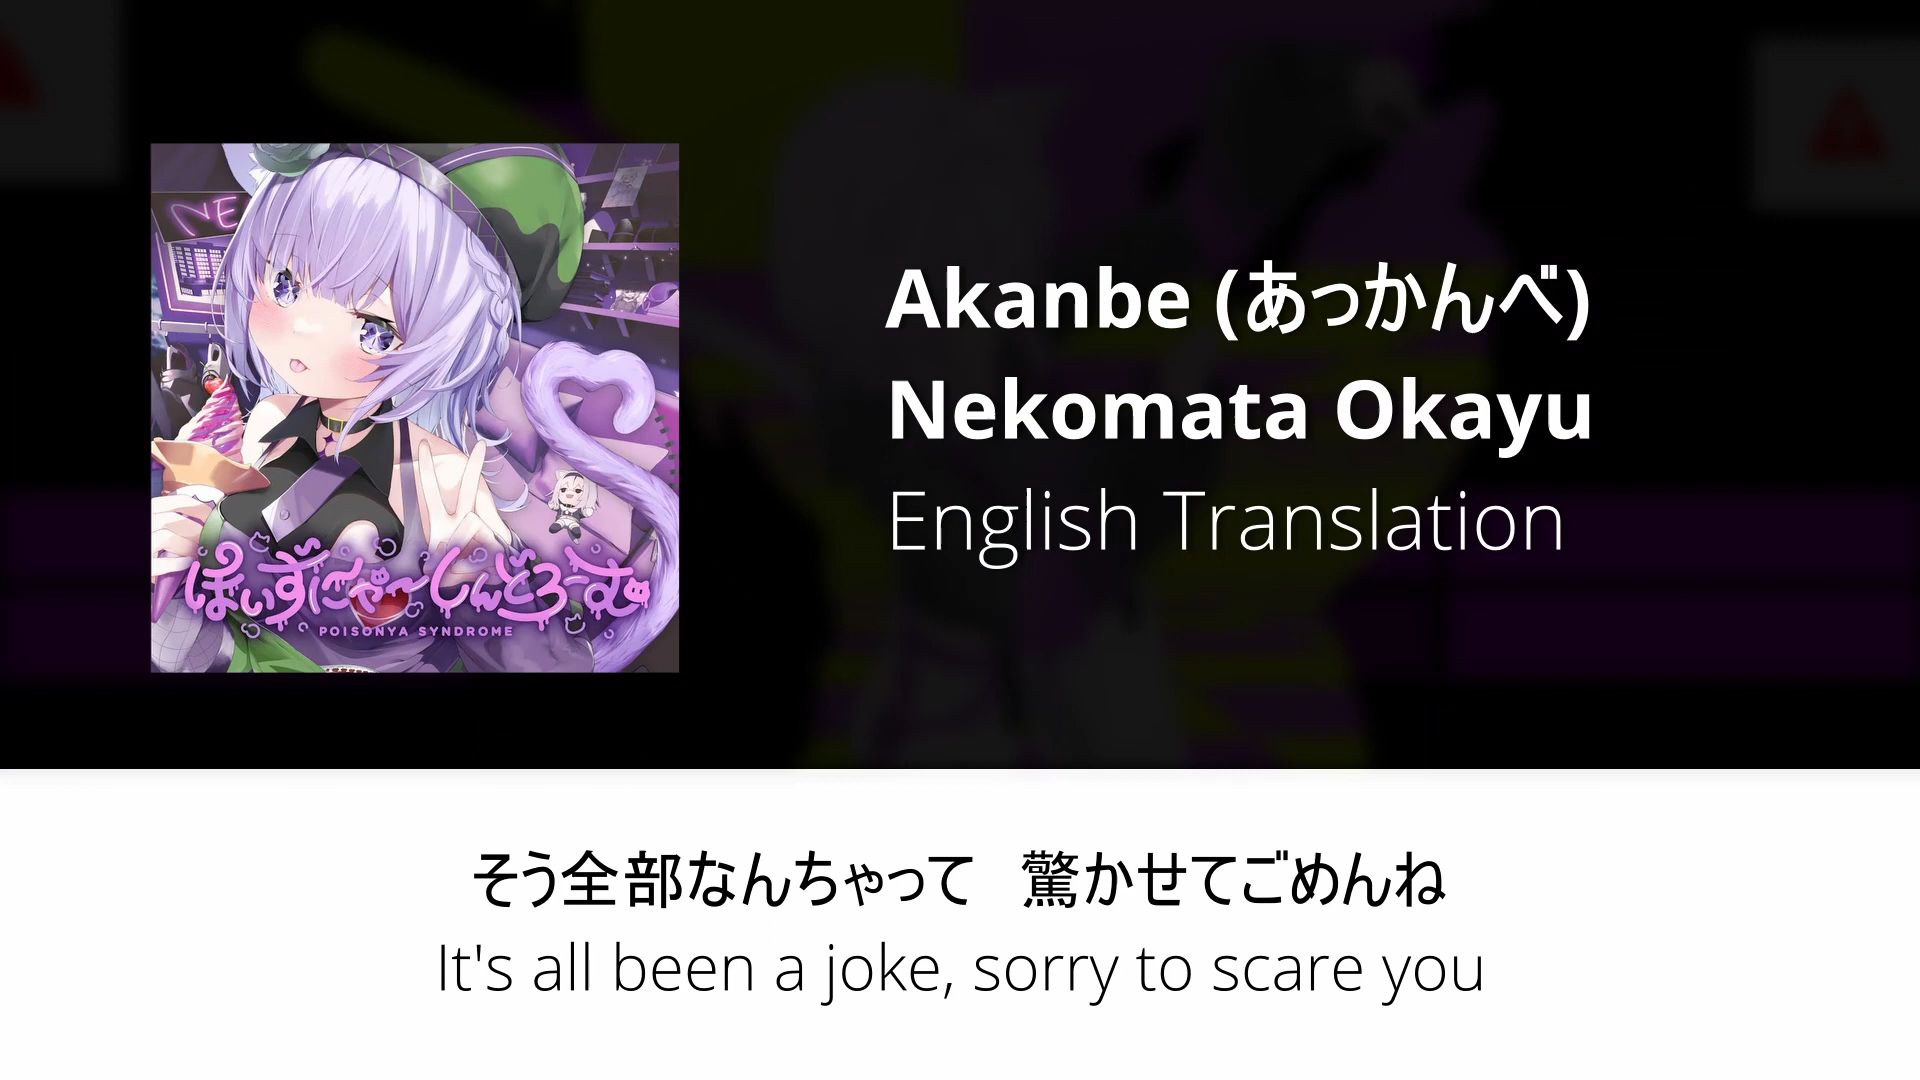 NE
ぽいずにゃ〜しんどろーむ
POISONYA SYNDROME
Akanbe (あっかんべ)
Nekomata Okayu
English Translation
そう全部なんちゃって　驚かせてごめんね
It's all been a joke, sorry to scare you